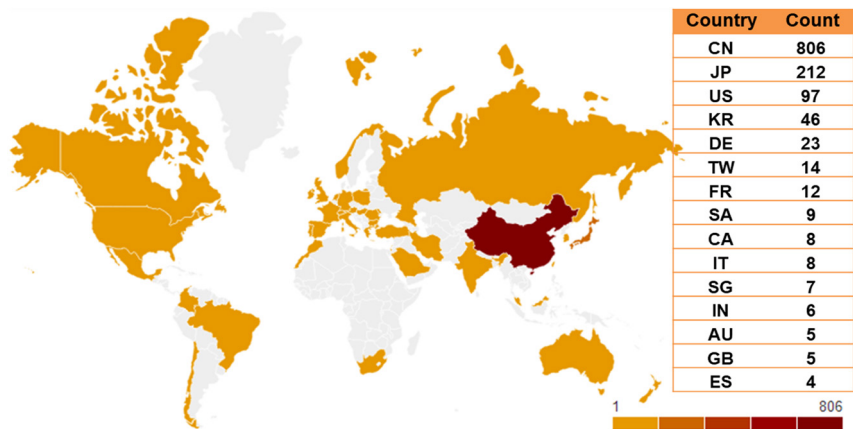 Country Count
CN 806
JP 212
US 97
KR 46
DE 23
TW 14
FR 12
SA 9
CA 8
IT 8
SG 7
IN 6
AU 5
GB 5
ES 4
1 806